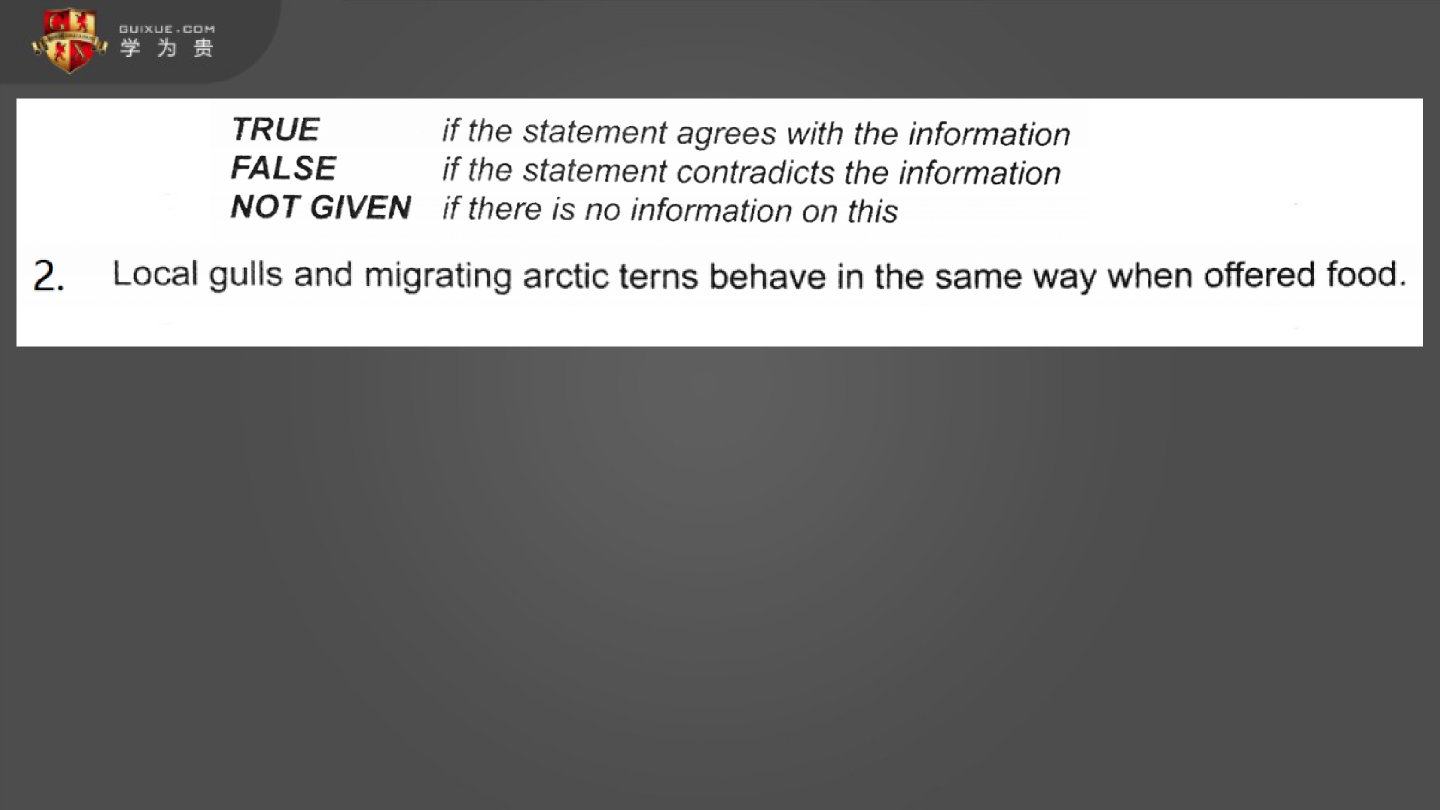 GUIXUE.COM
学为贵
TRUE if the statement agrees with the information
FALSE if the statement contradicts the information
NOT GIVEN if there is no information on this
2. Local gulls and migrating arctic terns behave in the same way when offered food.